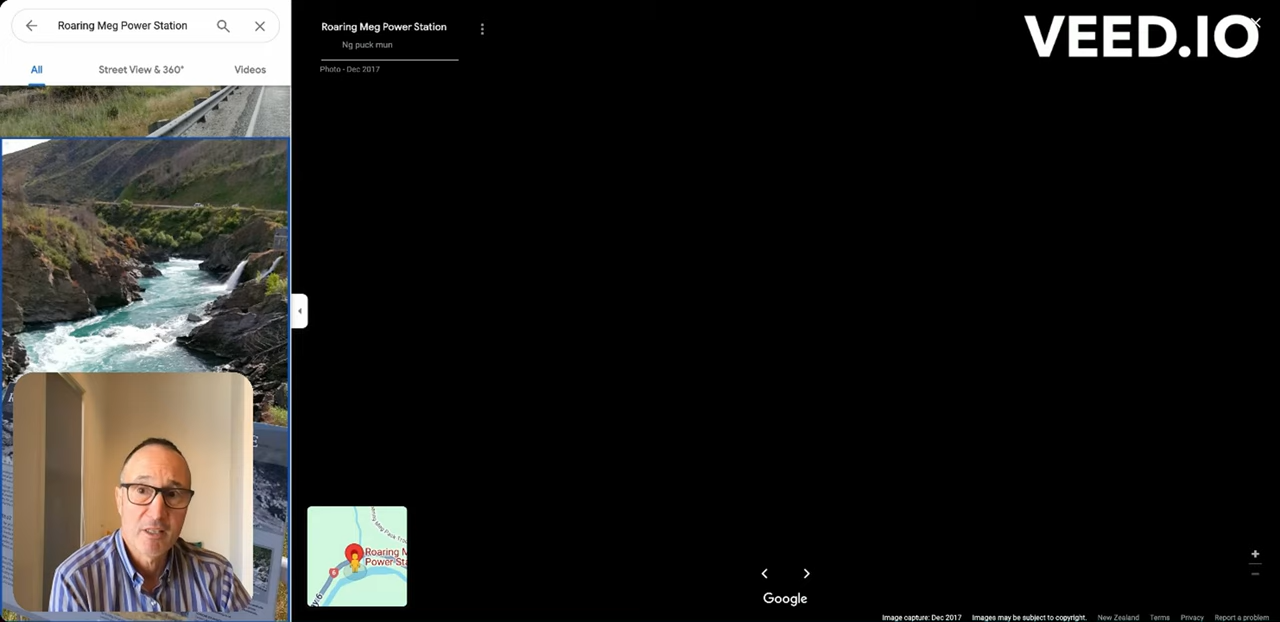 Roaring Meg Power Station
All
Street View & 360°
Videos
Roaring Meg Power Station
Ng puck mun
Photo - Dec 2017
VEED.IO
Roaring M
Power Sta
6
Google
Image capture: Dec 2017
Images may be subject to copyright.
New Zealand
Terms
Privacy
Report a problem